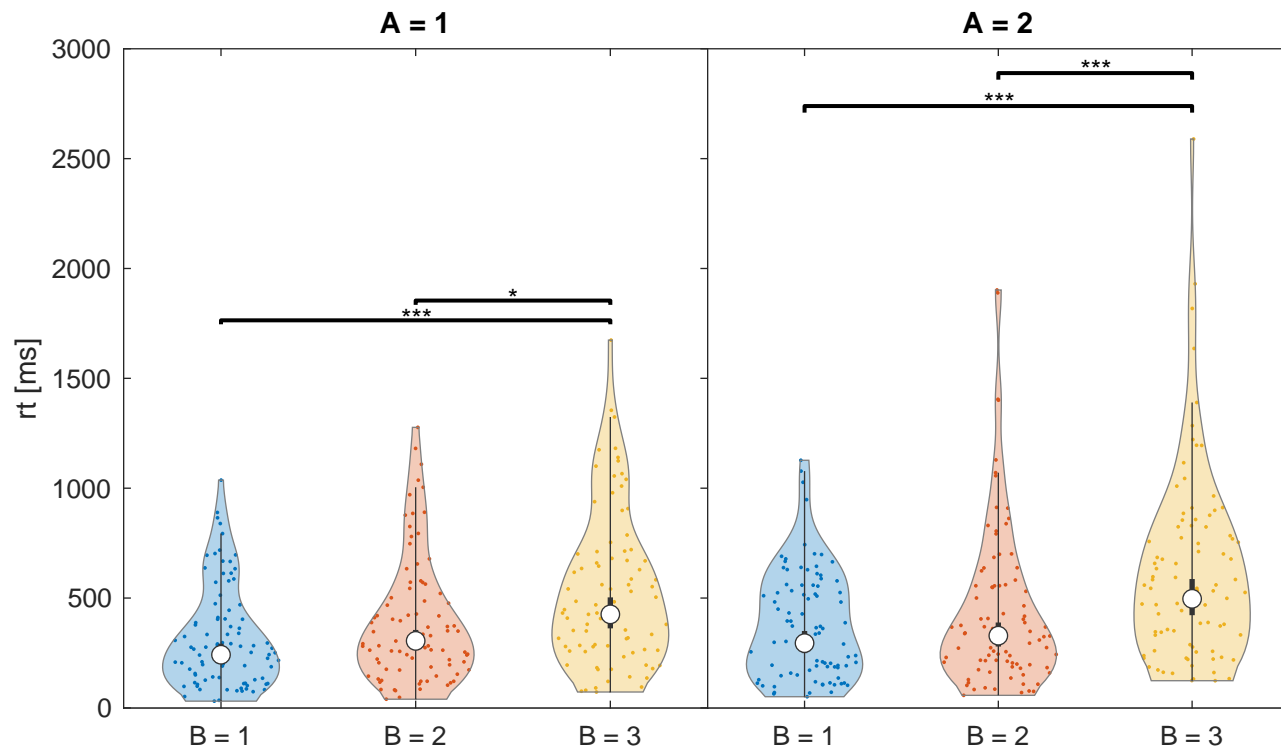 A = 1
A = 2
3000
2500
2000
1500
1000
500
0
rt [ms]
***
***
*
***
B = 1
B = 2
B = 3
B = 1
B = 2
B = 3